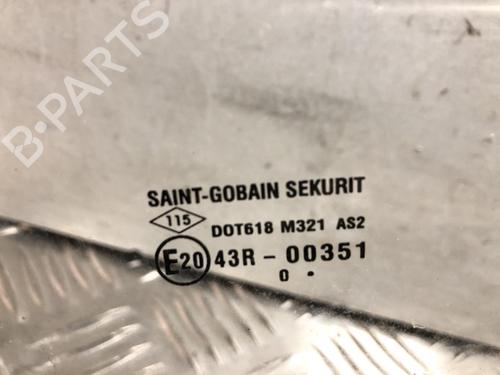 B-PARTS
SAINT-GOBAIN SEKURIT
115 DOT618 M321 AS2
E20 43R - 00351
0 •